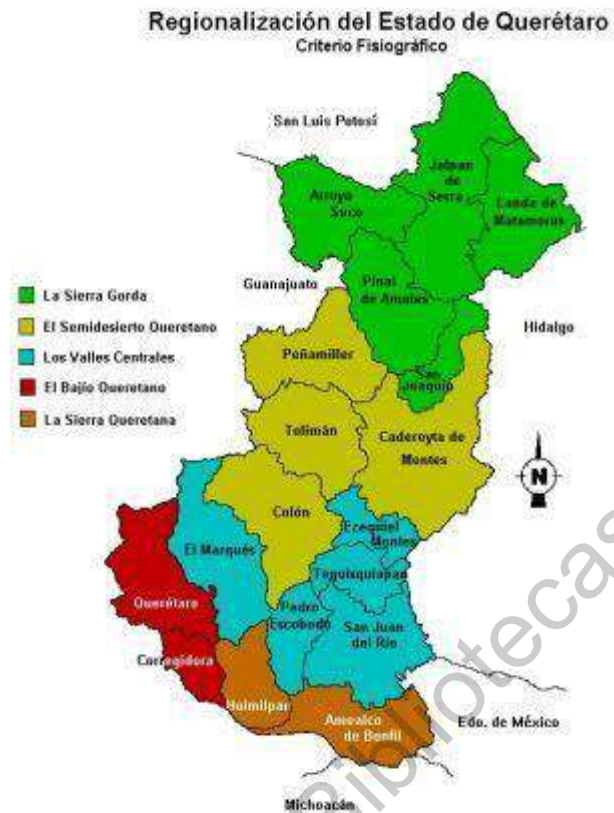 Regionalización del Estado de Querétaro
Criterio Fisiográfico
San Luis Potosí
Jalpan
de
Serra
Arroyo
Seco
Landa de
Matamoros
Guanajuato
Pinal
de Amoles
La Sierra Gorda
El Semidesierto Queretano
Los Valles Centrales
El Bajío Queretano
La Sierra Queretana
Hidalgo
Peñamiller
San
Joaquín
Tolimán
Cadereyta de
Montes
N
Colón
Ezequiel
Montes
El Marqués
Tequisquiapan
Querétaro
Pedro
Escobedo
San Juan
del Río
Corregidora
Huimilpan
Amealco
de Bonfil
Edo. de México
Michoacán
Bibliotecas